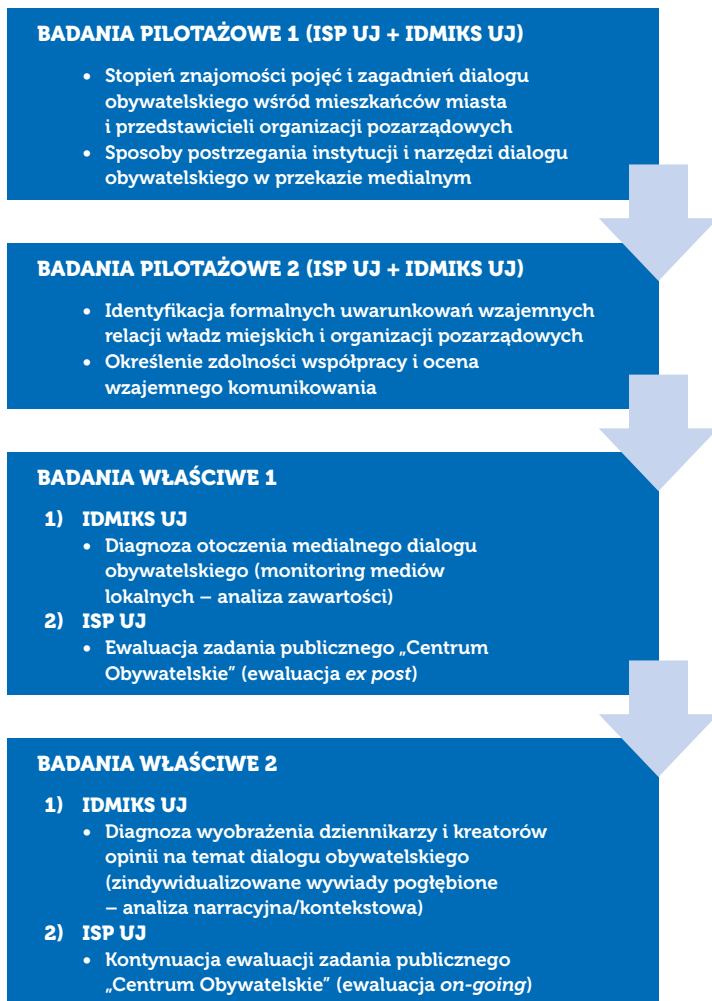 BADANIA PILOTAŻOWE 1 (ISP UJ + IDMIKS UJ)
• Stopień znajomości pojęć i zagadnień dialogu
obywatelskiego wśród mieszkańców miasta
i przedstawicieli organizacji pozarządowych
• Sposoby postrzegania instytucji i narzędzi dialogu
obywatelskiego w przekazie medialnym
BADANIA PILOTAŻOWE 2 (ISP UJ + IDMIKS UJ)
• Identyfikacja formalnych uwarunkowań wzajemnych
relacji władz miejskich i organizacji pozarządowych
• Określenie zdolności współpracy i ocena
wzajemnego komunikowania
BADANIA WŁAŚCIWE 1
1) IDMIKS UJ
• Diagnoza otoczenia medialnego dialogu
obywatelskiego (monitoring mediów
lokalnych – analiza zawartości)
2) ISP UJ
• Ewaluacja zadania publicznego „Centrum
Obywatelskie” (ewaluacja ex post)
BADANIA WŁAŚCIWE 2
1) IDMIKS UJ
• Diagnoza wyobrażenia dziennikarzy i kreatorów
opinii na temat dialogu obywatelskiego
(zindywidualizowane wywiady pogłębione
– analiza narracyjna/kontekstowa)
2) ISP UJ
• Kontynuacja ewaluacji zadania publicznego
„Centrum Obywatelskie” (ewaluacja on-going)